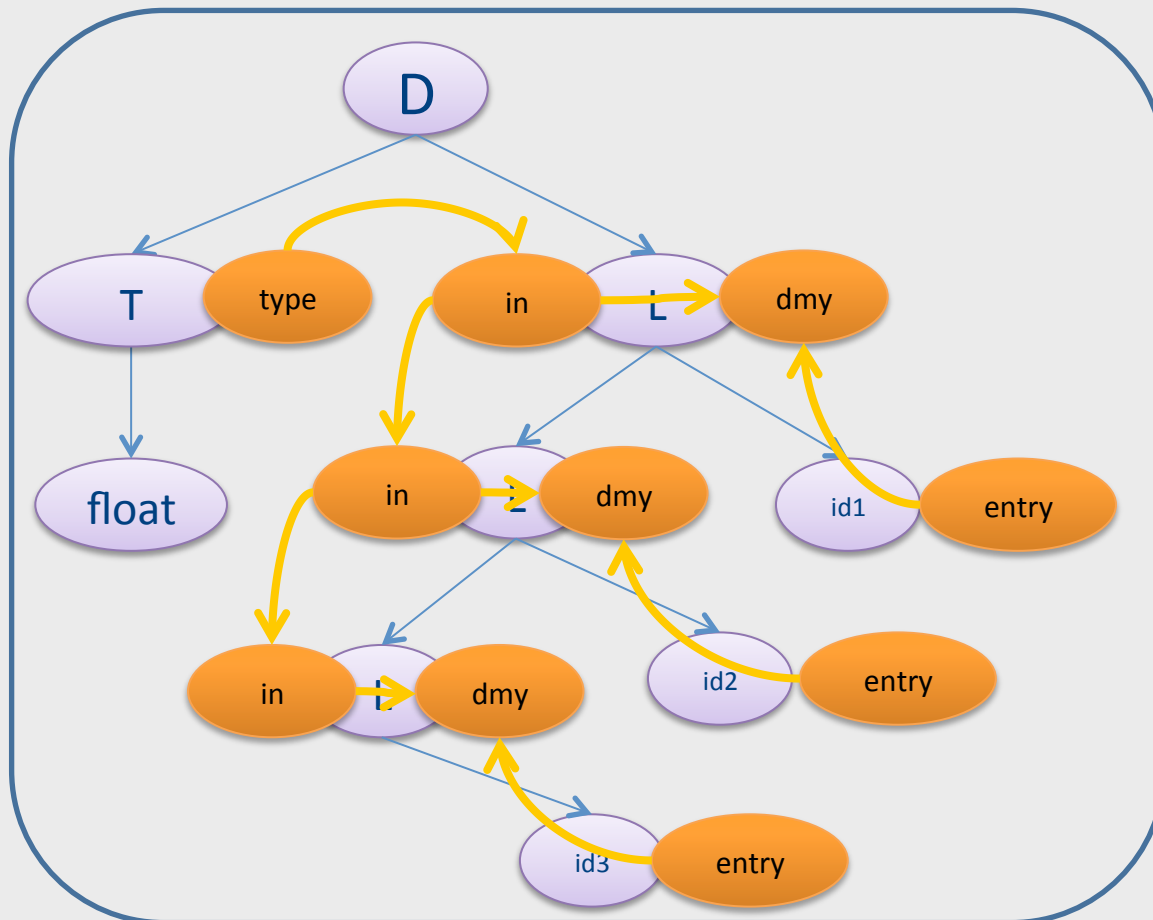 D
T
type
in
L
dmy
float
in
L
dmy
id1
entry
in
L
dmy
id2
entry
id3
entry